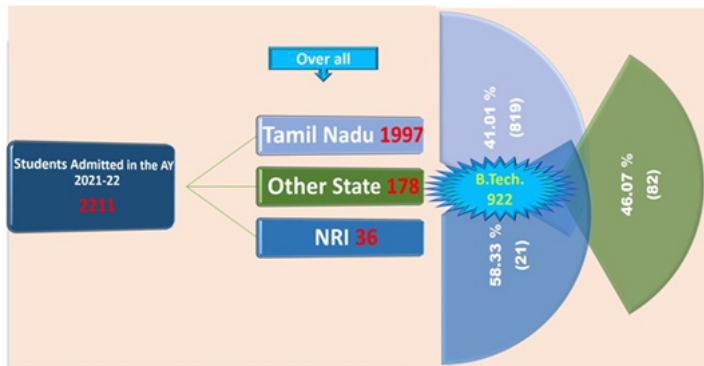 Over all
Students Admitted in the AY
2021-22
2211
Tamil Nadu 1997
Other State 178
NRI 36
B.Tech.
922
41.01 %
(819)
46.07 %
(82)
58.33 %
(21)